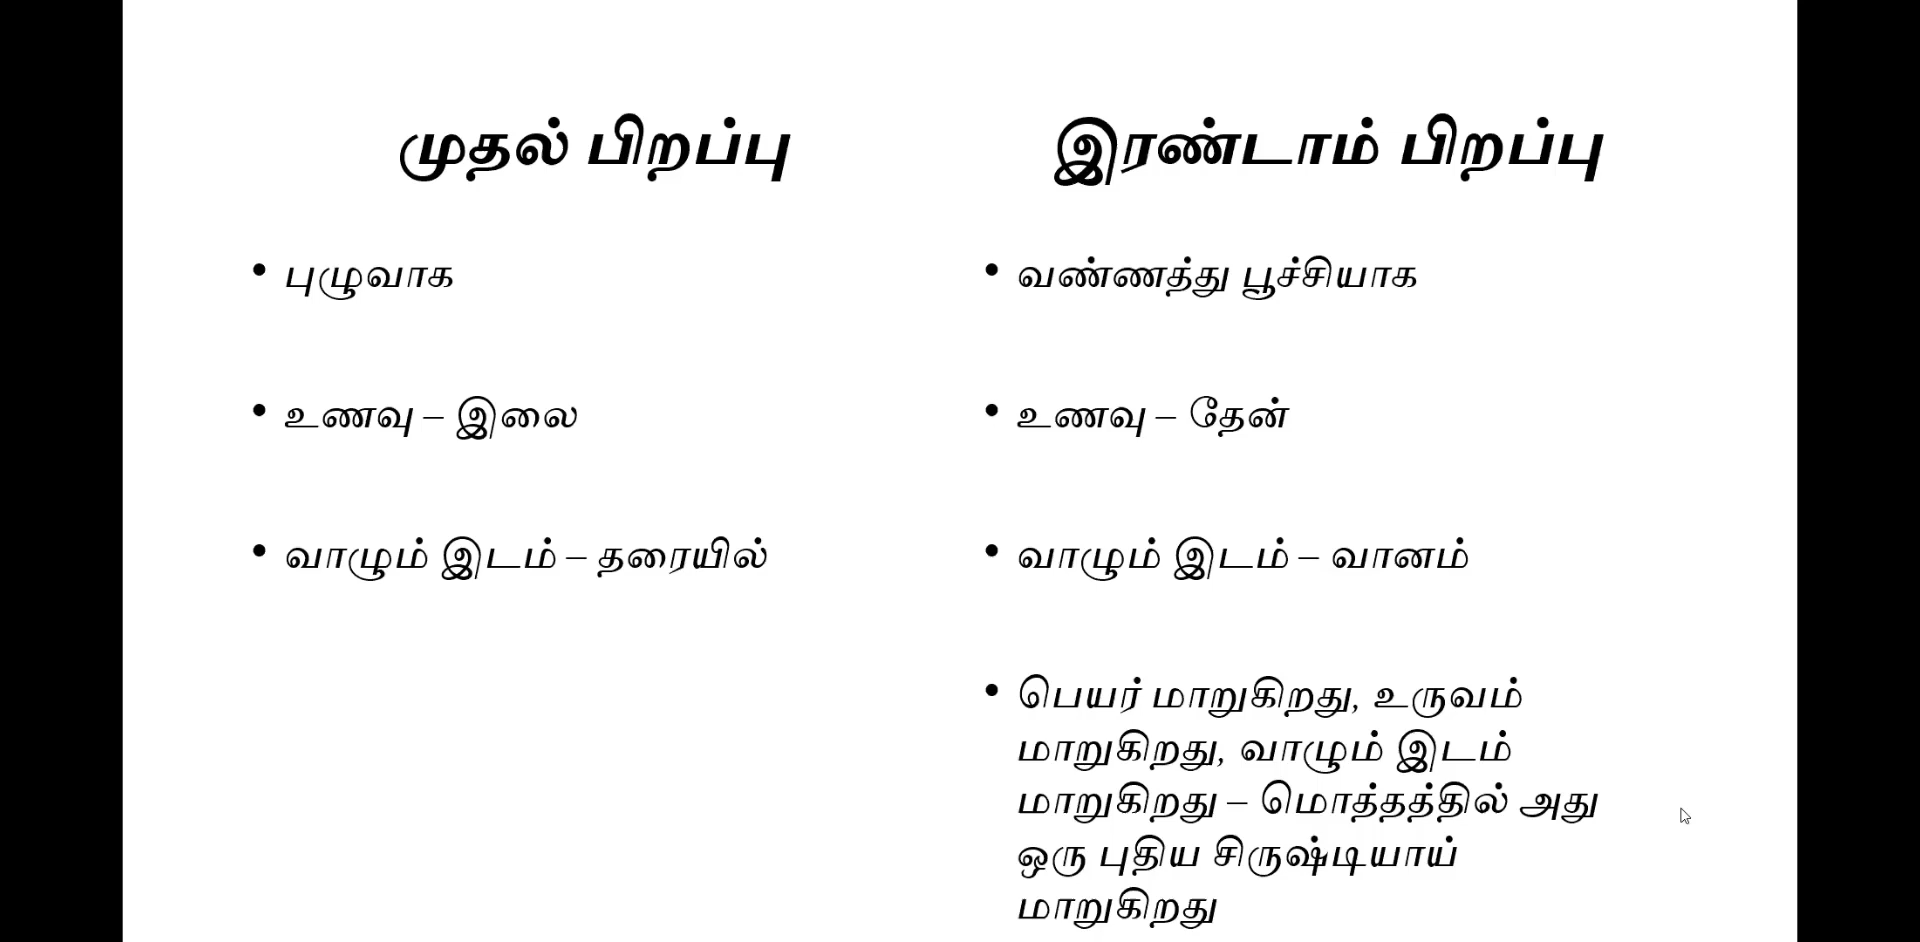 முதல் பிறப்பு
• புழுவாக
• உணவு – இலை
• வாழும் இடம் – தரையில்
இரண்டாம் பிறப்பு
• வண்ணத்து பூச்சியாக
• உணவு – தேன்
• வாழும் இடம் – வானம்
• பெயர் மாறுகிறது, உருவம்
மாறுகிறது, வாழும் இடம்
மாறுகிறது – மொத்தத்தில் அது
ஒரு புதிய சிருஷ்டியாய்
மாறுகிறது